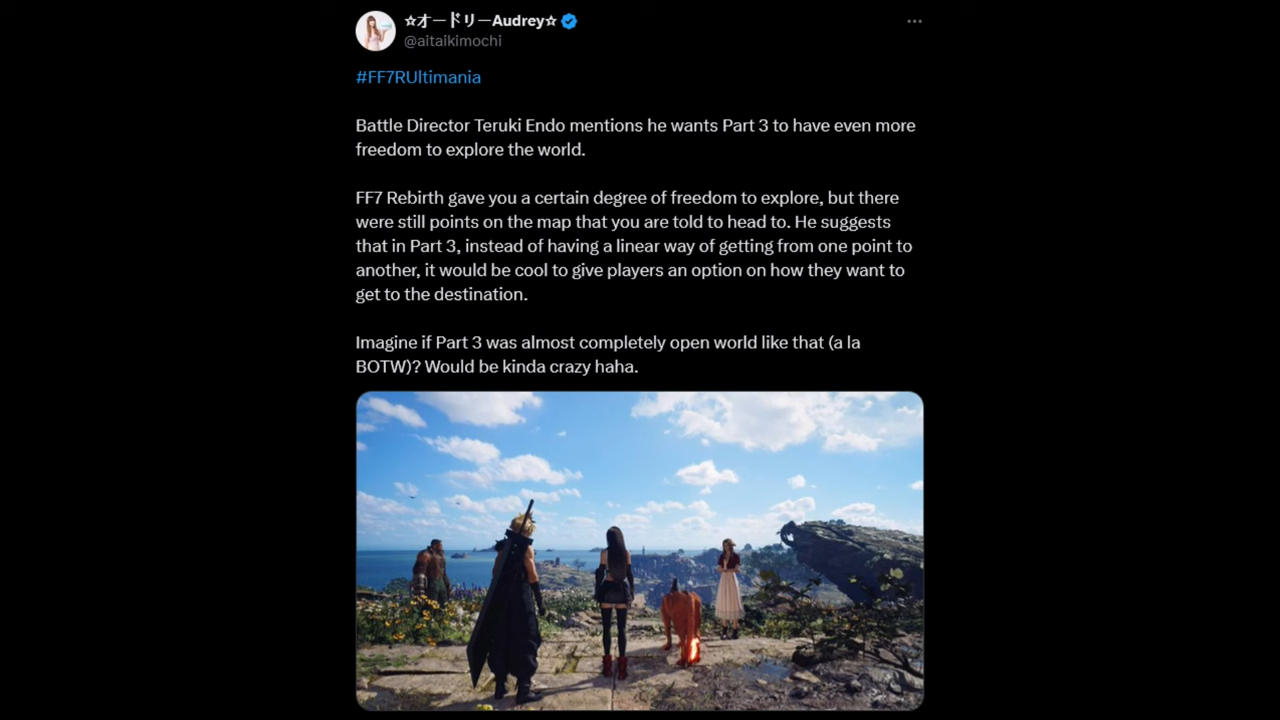 ☆オードリーAudrey☆
@aitaikimochi
#FF7RUltimania
Battle Director Teruki Endo mentions he wants Part 3 to have even more
freedom to explore the world.
FF7 Rebirth gave you a certain degree of freedom to explore, but there
were still points on the map that you are told to head to. He suggests
that in Part 3, instead of having a linear way of getting from one point to
another, it would be cool to give players an option on how they want to
get to the destination.
Imagine if Part 3 was almost completely open world like that (a la
BOTW)? Would be kinda crazy haha.